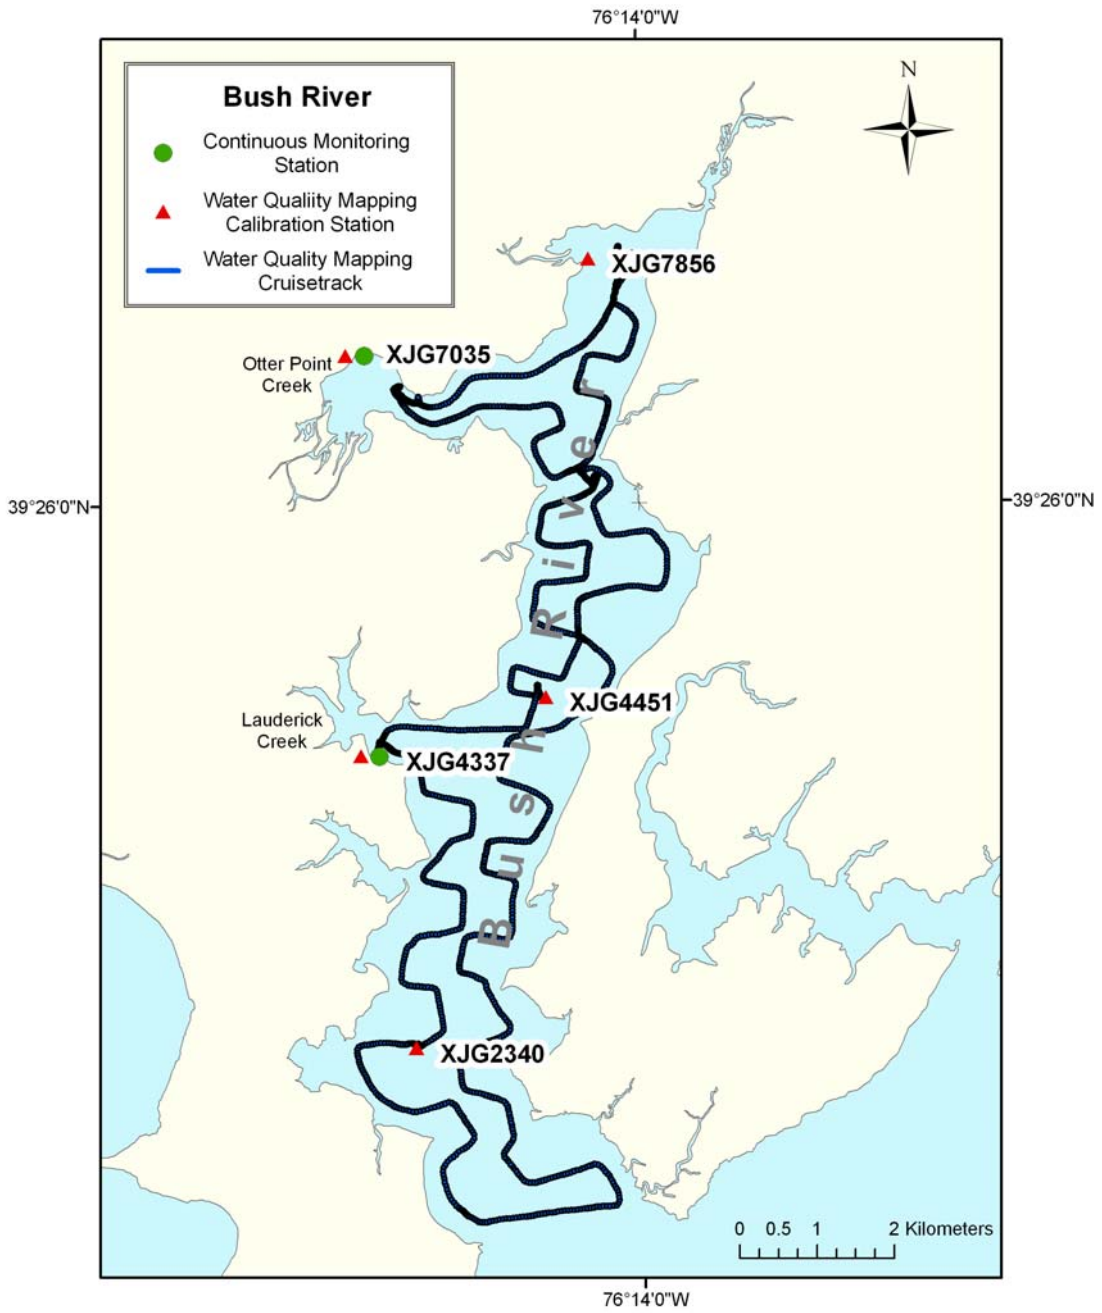 76°14'0"W
Bush River
Continuous Monitoring
Station
Water Qualiity Mapping
Calibration Station
Water Quality Mapping
Cruisetrack
N
XJG7856
Otter Point
Creek
XJG7035
39°26'0"N
39°26'0"N
Bush River
XJG4451
Lauderick
Creek
XJG4337
XJG2340
0 0.5 1 2 Kilometers
76°14'0"W